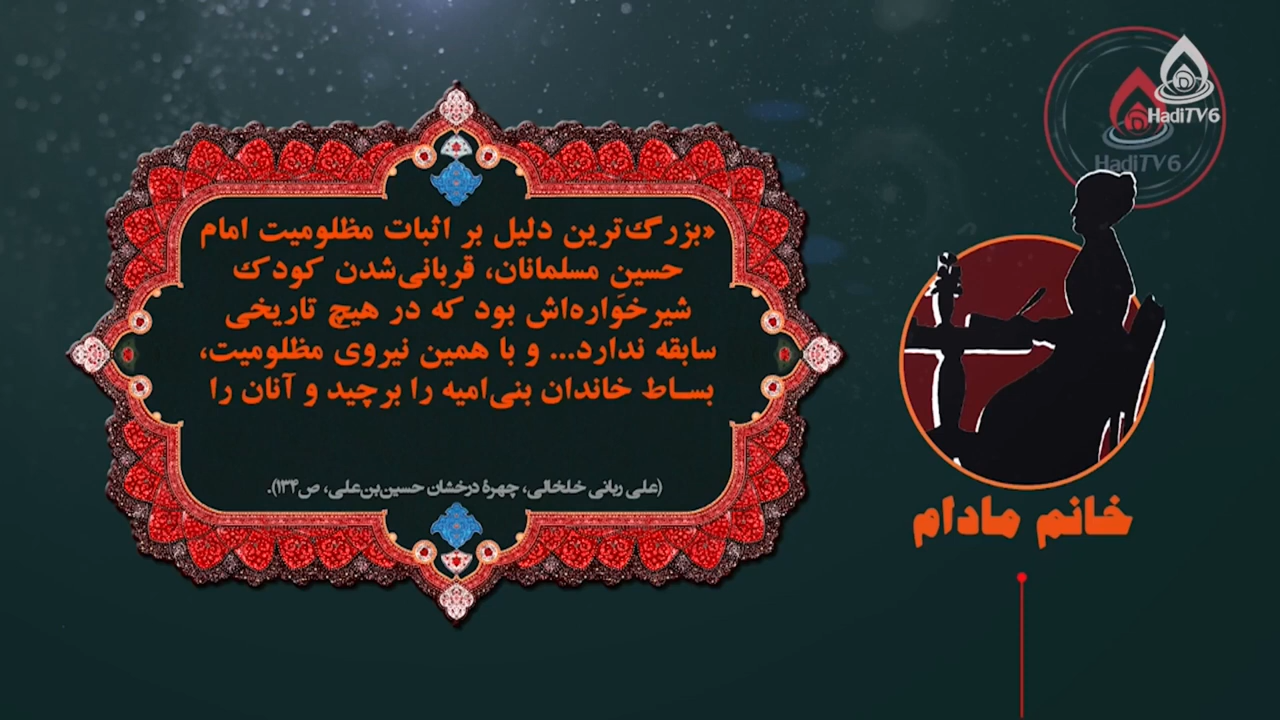 HadiTV6
HadiTV6
«بزرگ‌ترین دلیل بر اثبات مظلومیت امام
حسین مسلمانان، قربانی‌شدن کودک
شیرخَواره‌اش بود که در هیچ تاریخی
سابقه ندارد... و با همین نیروی مظلومیت،
بساط خاندان بنی‌امیه را برچید و آنان را
(علی ربانی خلخالی، چهرهٔ درخشان حسین‌بن‌علی، ص۱۳۴).
خانم مادام